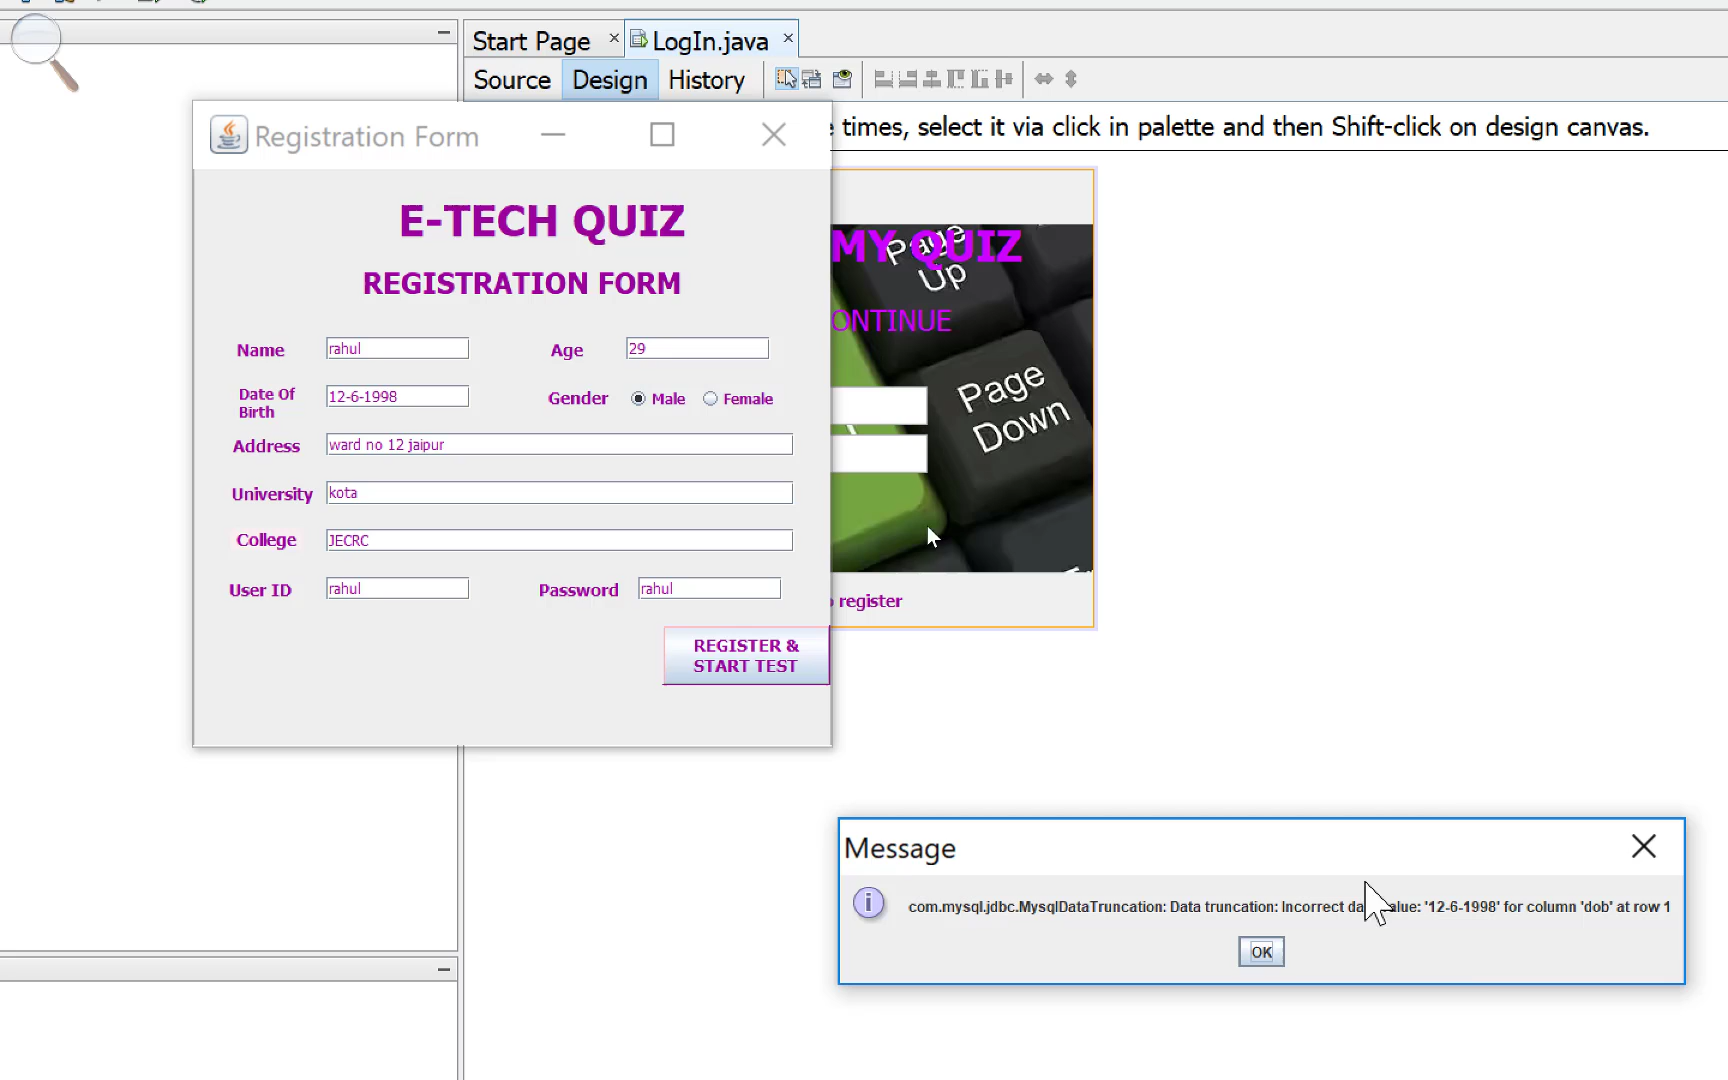 Start Page
LogIn.java
Source Design History
times, select it via click in palette and then Shift-click on design canvas.
Registration Form
E-TECH QUIZ
REGISTRATION FORM
Name rahul Age 29
Date Of
Birth
12-6-1998
Gender Male Female
Address ward no 12 jaipur
University kota
College JECRC
User ID rahul Password rahul
REGISTER &
START TEST
MY QUIZ
ONTINUE
Page
Up
Page
Down
register
Message
com.mysql.jdbc.MysqlDataTruncation: Data truncation: Incorrect da alue: '12-6-1998' for column 'dob' at row 1
OK